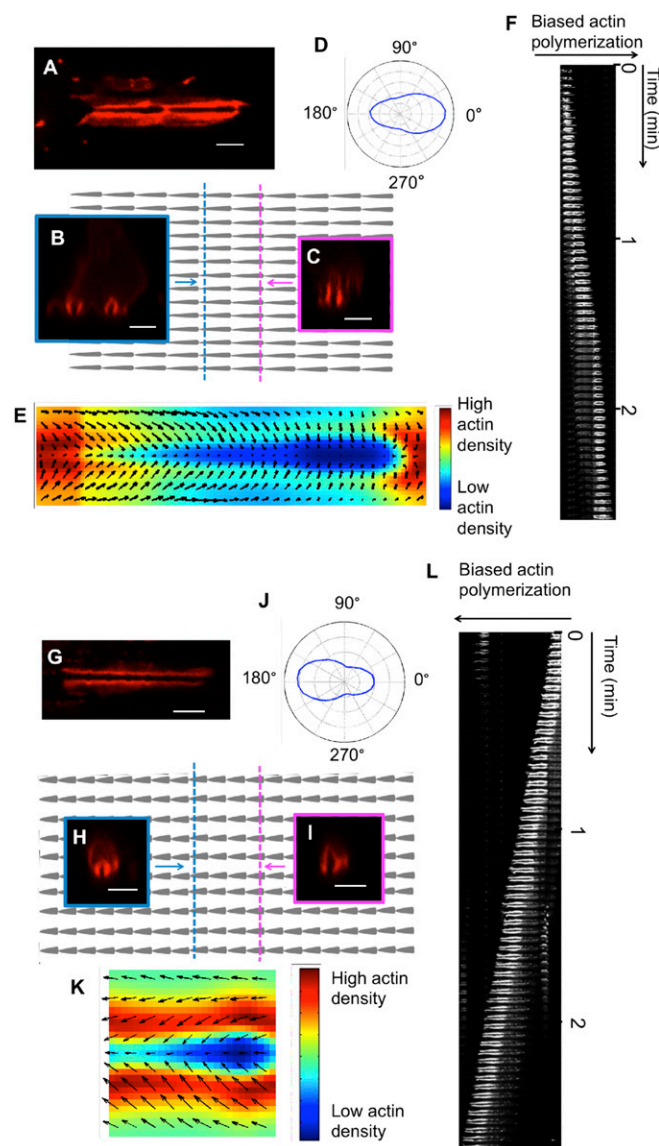 A
D
90°
180°
0°
270°
F
Biased actin
polymerization
Time (min)
0
1
2
B
C
E
High
actin
density
Low
actin
density
G
J
90°
180°
0°
270°
L
Biased actin
polymerization
Time (min)
0
1
2
H
I
K
High actin
density
Low actin
density